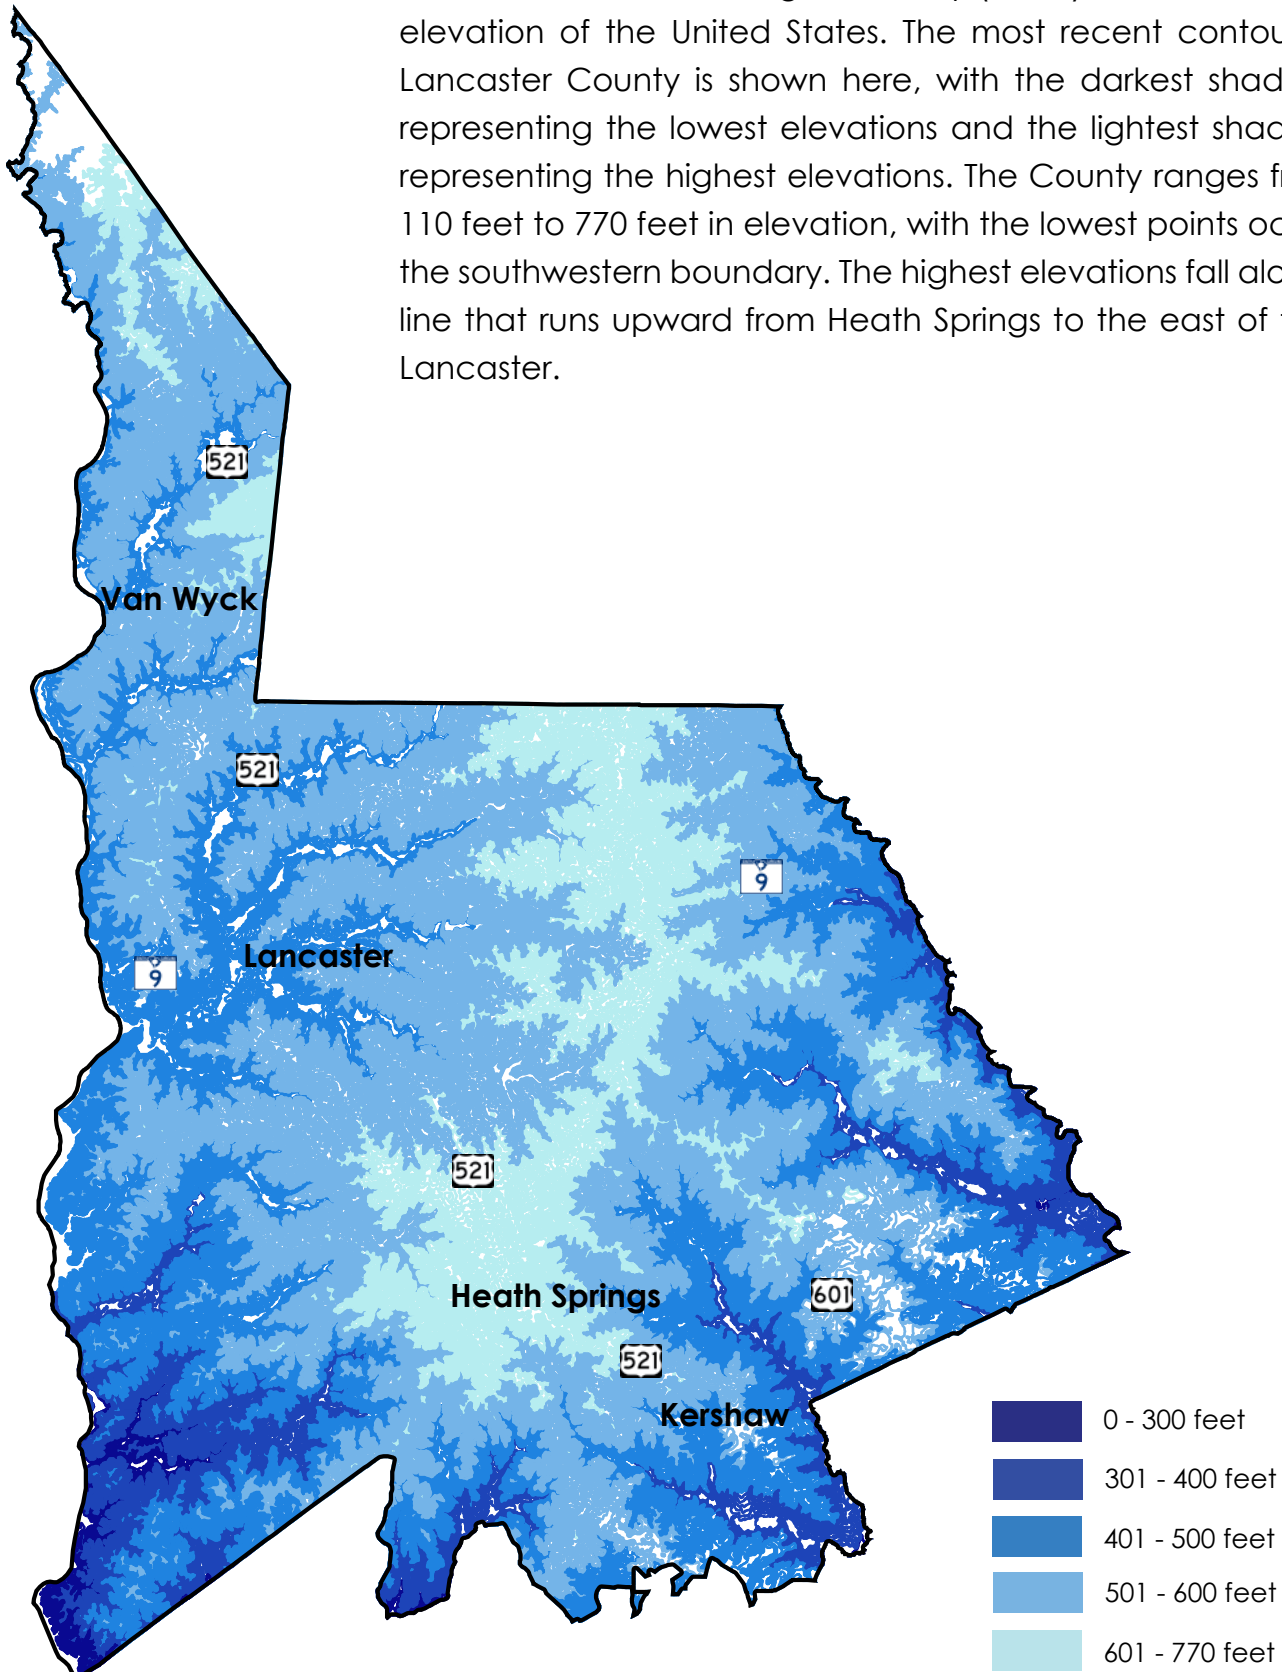 elevation of the United States. The most recent contou
Lancaster County is shown here, with the darkest shad
representing the lowest elevations and the lightest shad
representing the highest elevations. The County ranges f
110 feet to 770 feet in elevation, with the lowest points oc
the southwestern boundary. The highest elevations fall alo
line that runs upward from Heath Springs to the east of
Lancaster.
521
Van Wyck
521
9
Lancaster
9
521
Heath Springs
601
521
Kershaw
0 - 300 feet
301 - 400 feet
401 - 500 feet
501 - 600 feet
601 - 770 feet